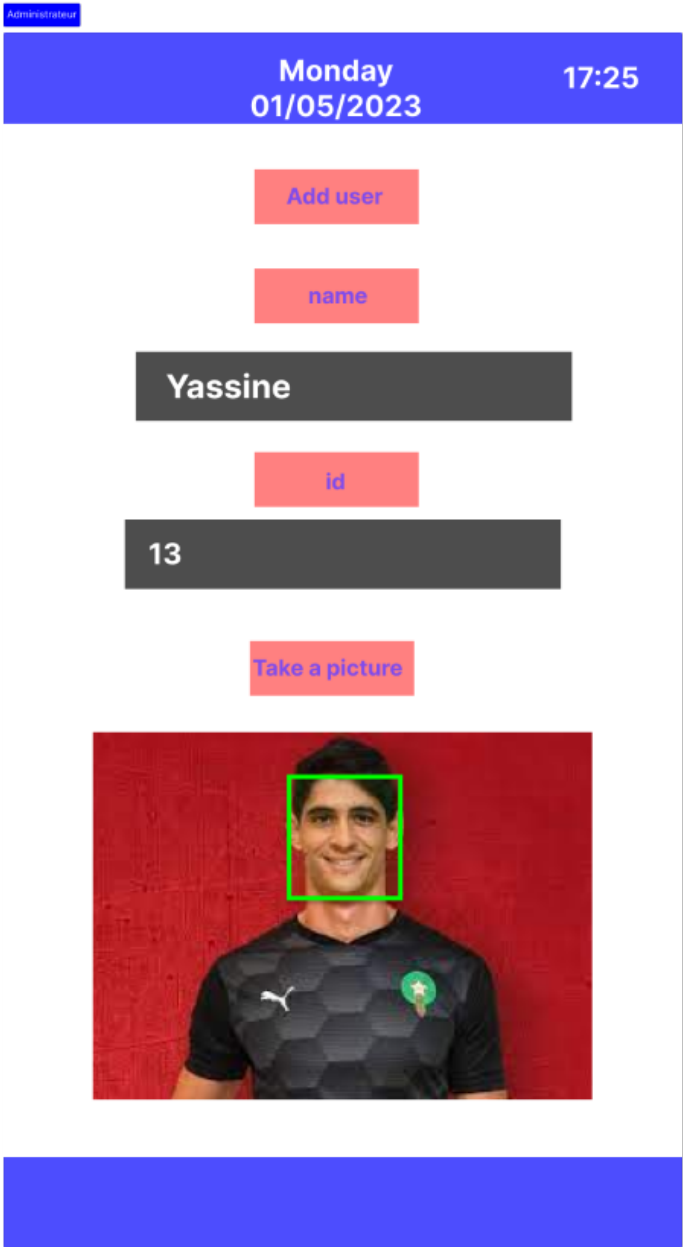 Administrateur
Monday
01/05/2023
17:25
Add user
name
Yassine
id
13
Take a picture